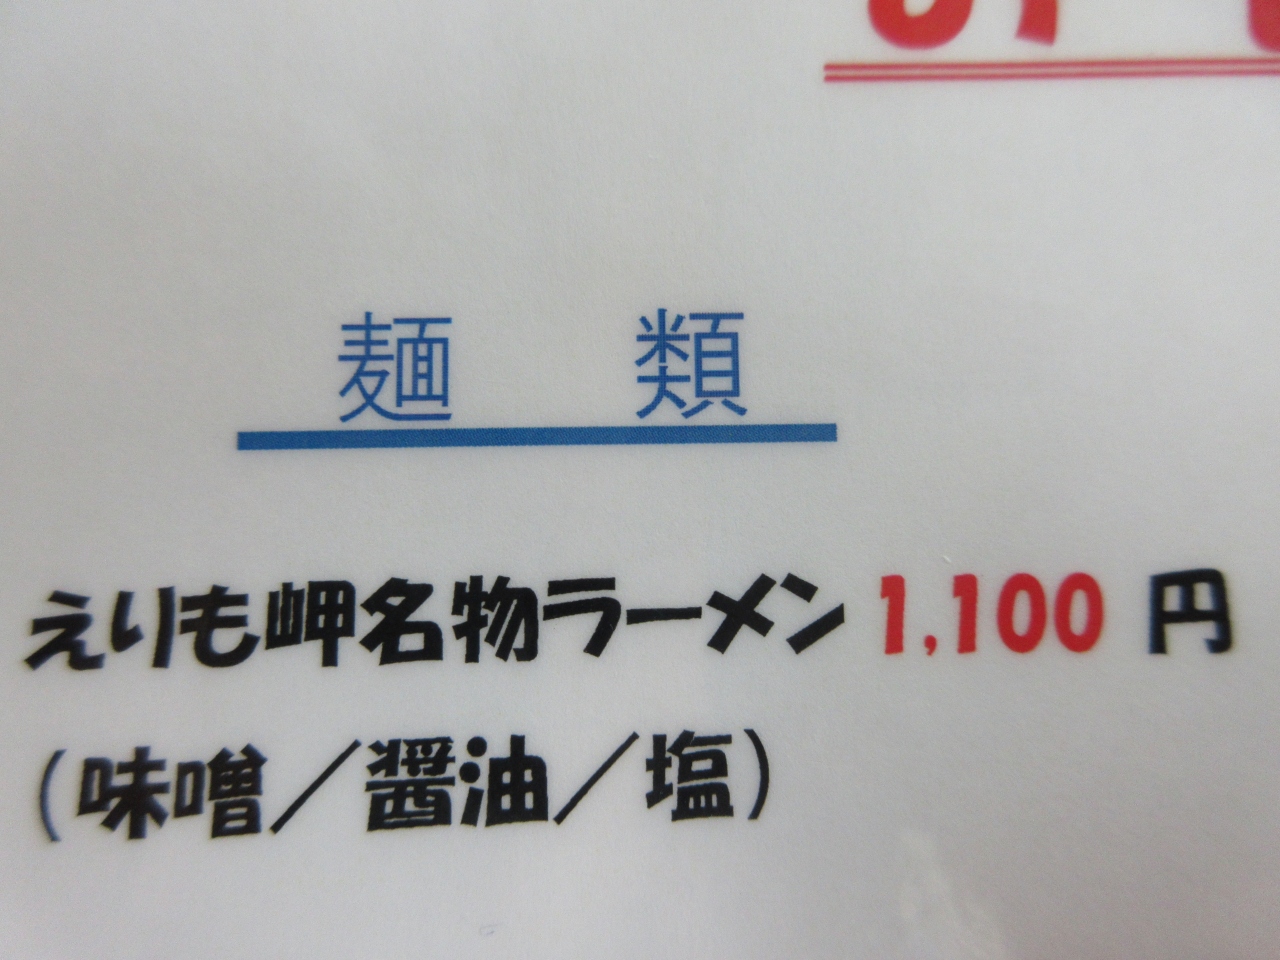 麺　類
えりも岬名物ラーメン 1,100 円
(味噌／醤油／塩)